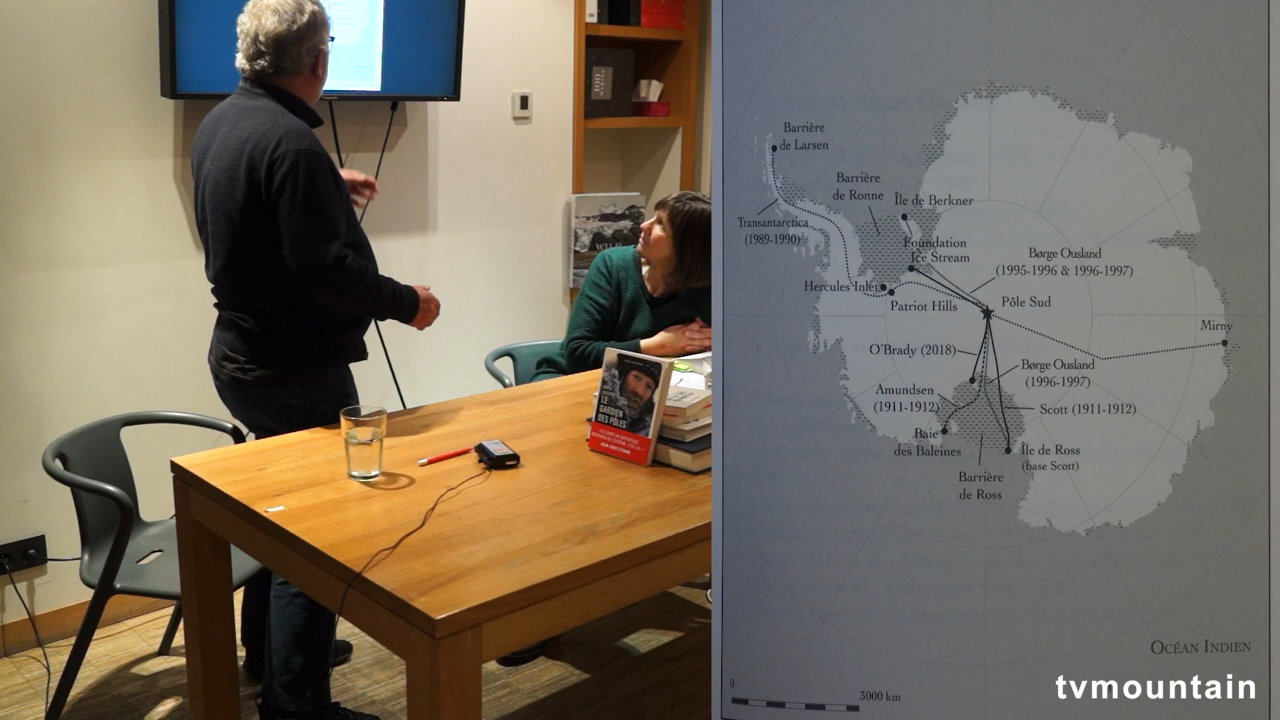 WILD
LE
GARDIEN
DES PÔLES
Barrière
de Larsen
Barrière
de Ronne
Île de Berkner
Transantarctica
(1989-1990)
Foundation
Ice Stream
Børge Ousland
(1995-1996 & 1996-1997)
Hercules Inlet
Patriot Hills
Pôle Sud
Mirny
O'Brady (2018)
Børge Ousland
(1996-1997)
Amundsen
(1911-1912)
Scott (1911-1912)
Baie
des Baleines
Île de Ross
(base Scott)
Barrière
de Ross
OCÉAN INDIEN
0
3000 km
tvmountain